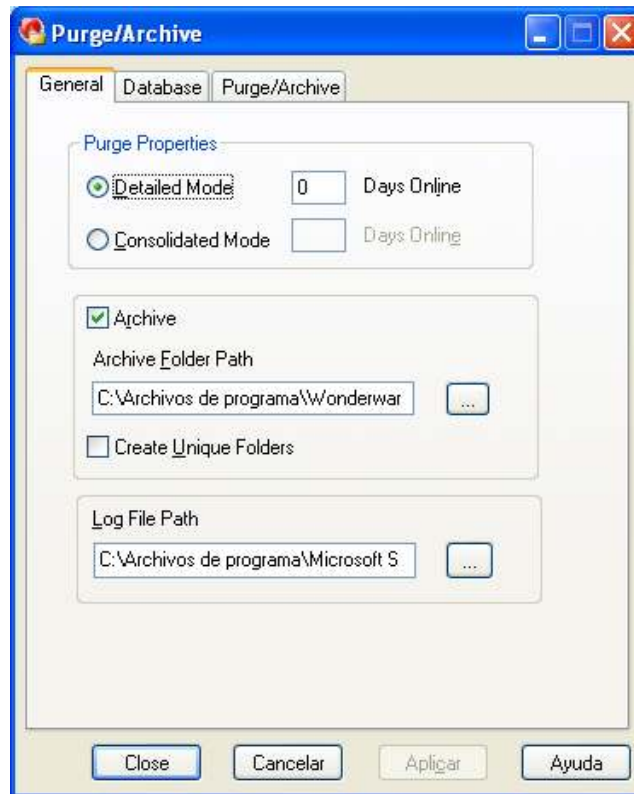 Purge/Archive
General Database Purge/Archive
Purge Properties
Detailed Mode 0 Days Online
Consolidated Mode Days Online
Archive
Archive Folder Path
C:\Archivos de programa\Wonderwar ...
Create Unique Folders
Log File Path
C:\Archivos de programa\Microsoft S ...
Close Cancelar Aplicar Ayuda